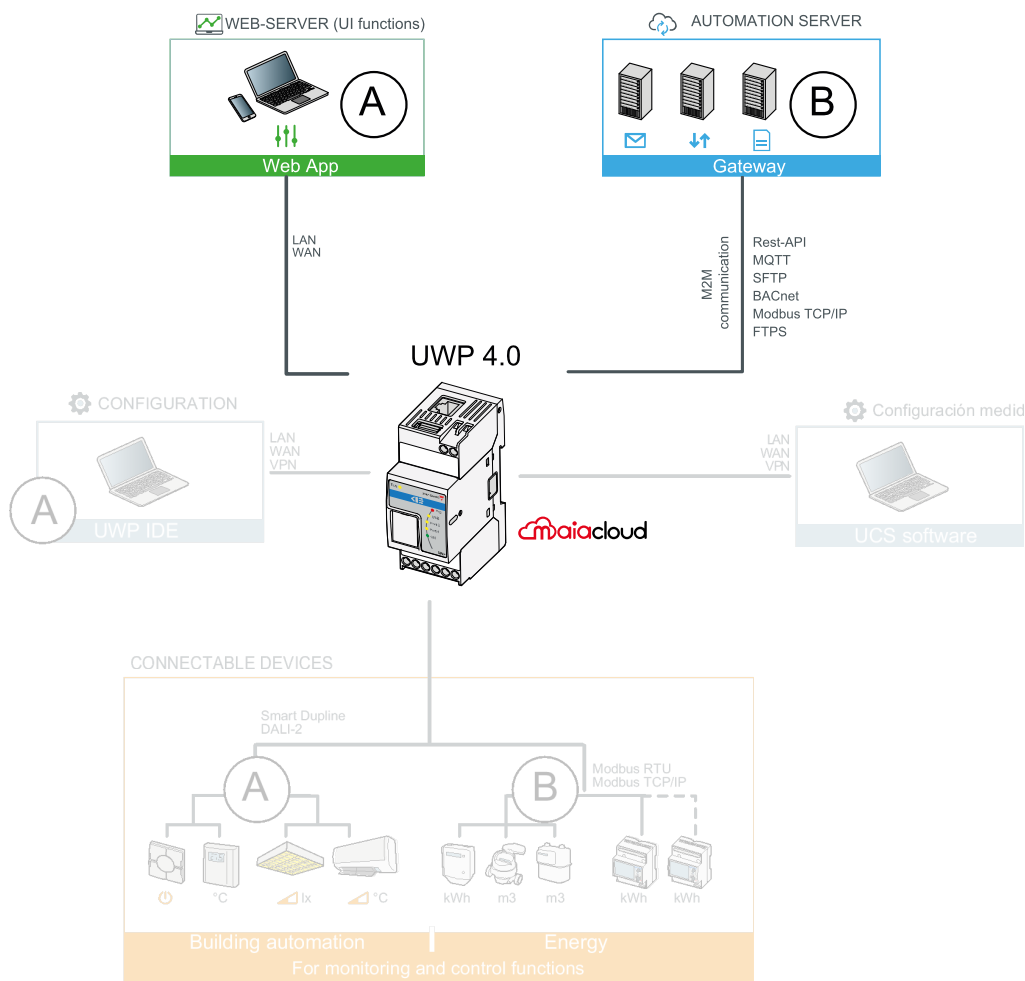 WEB-SERVER (UI functions)
AUTOMATION SERVER
A
B
Web App
Gateway
LAN
WAN
M2M
communication
Rest-API
MQTT
SFTP
BACnet
Modbus TCP/IP
FTPS
UWP 4.0
CONFIGURATION
Configuración medid
LAN
WAN
VPN
LAN
WAN
VPN
A
UWP IDE
UCS software
maiacloud
CONNECTABLE DEVICES
Smart Dupline
DALI-2
A
B
Modbus RTU
Modbus TCP/IP
°C
lx
°C
kWh
m3
m3
kWh
kWh
Building automation
Energy
For monitoring and control functions